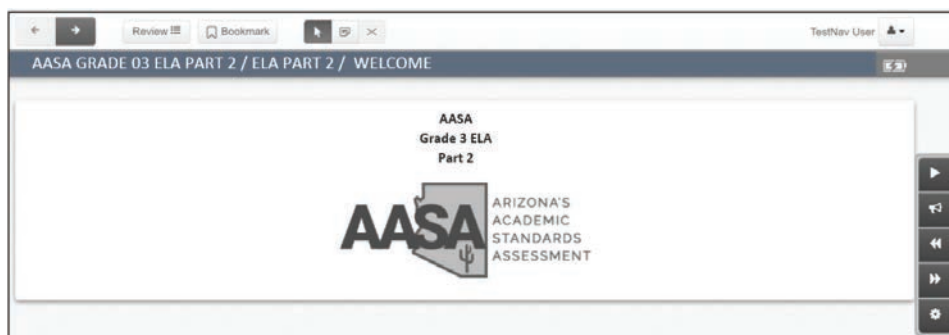 Review Bookmark TestNav User
AASA GRADE 03 ELA PART 2 / ELA PART 2 / WELCOME
AASA
Grade 3 ELA
Part 2
AASA
ARIZONA'S
ACADEMIC
STANDARDS
ASSESSMENT